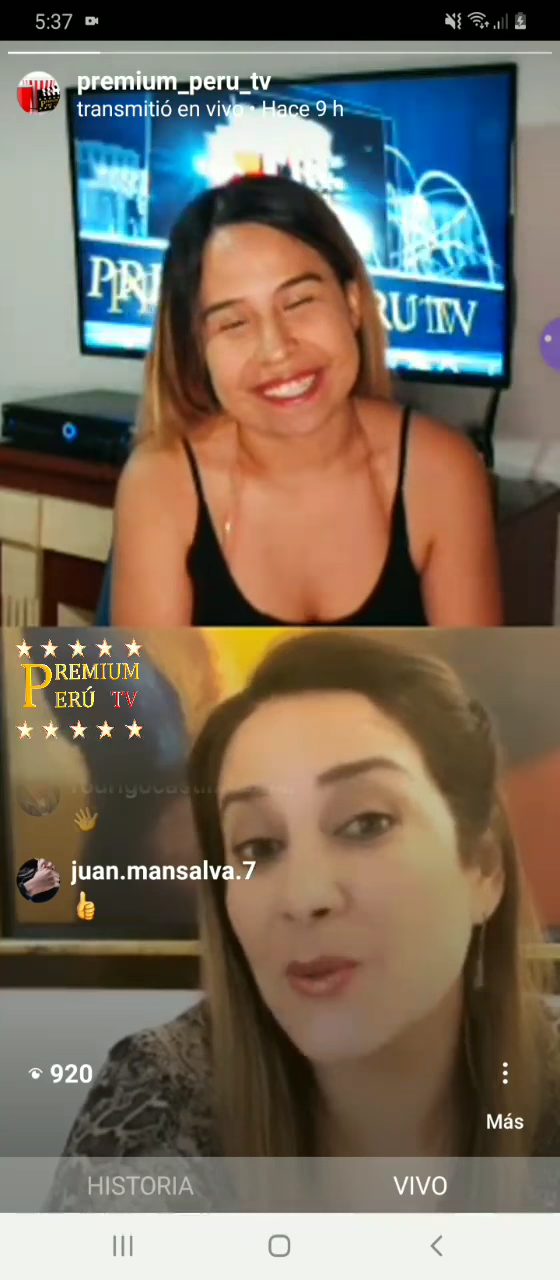 5:37
premium_peru_tv
transmitió en vivo • Hace 9 h
PREMIUM
PERÚ TV
juan.mansalva.7
920
Más
HISTORIA
VIVO